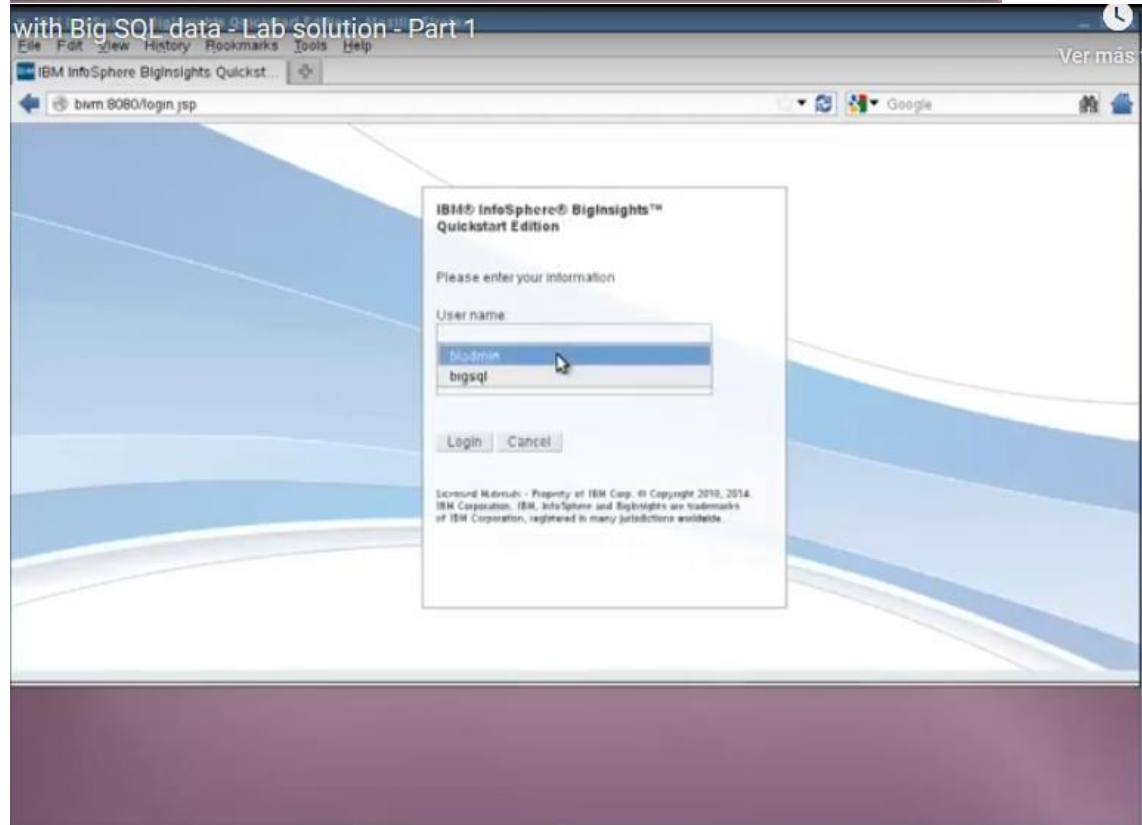 with Big SQL data - Lab solution - Part 1
File Edit View History Bookmarks Tools Help
Ver más
IBM InfoSphere BigInsights Quickst...
bivm:8080/login.jsp
Google
IBM® InfoSphere® BigInsights™
Quickstart Edition
Please enter your information
User name:
biadmin
bigsql
Login Cancel
Licensed Materials - Property of IBM Corp. © Copyright 2010, 2014.
IBM Corporation. IBM, InfoSphere and BigInsights are trademarks
of IBM Corporation, registered in many jurisdictions worldwide.